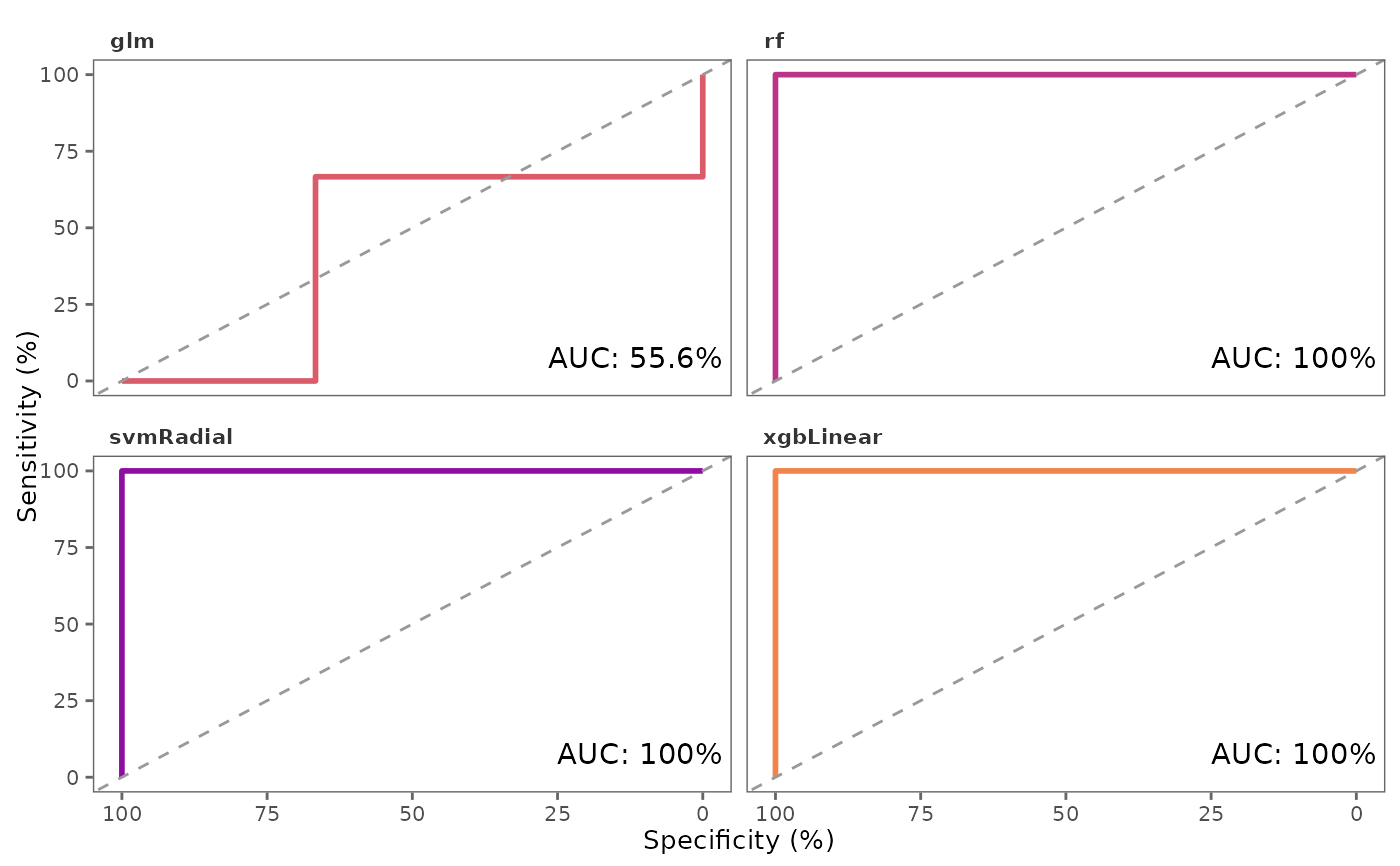 glm
rf
100
75
50
25
0
AUC: 55.6%
AUC: 100%
Sensitivity (%)
svmRadial
xgbLinear
100
75
50
25
0
AUC: 100%
AUC: 100%
100 75 50 25 0 100 75 50 25 0
Specificity (%)